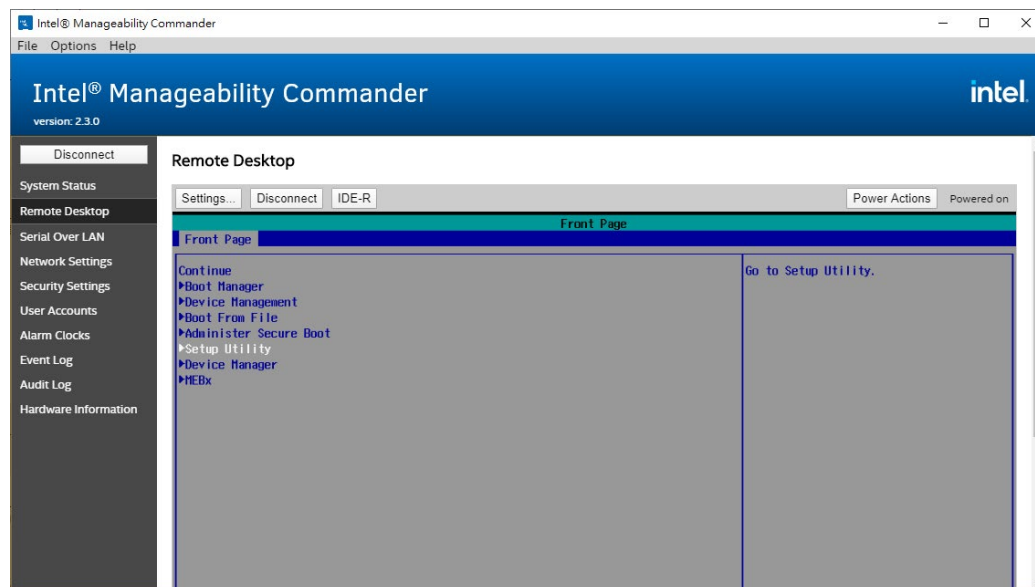 Intel® Manageability Commander
File Options Help
Intel® Manageability Commander
intel.
version: 2.3.0
Disconnect
System Status
Remote Desktop
Serial Over LAN
Network Settings
Security Settings
User Accounts
Alarm Clocks
Event Log
Audit Log
Hardware Information
Remote Desktop
Settings... Disconnect IDE-R Power Actions Powered on
Front Page
Front Page
Continue
Boot Manager
Device Management
Boot From File
Administer Secure Boot
Setup Utility
Device Manager
MEBx
Go to Setup Utility.